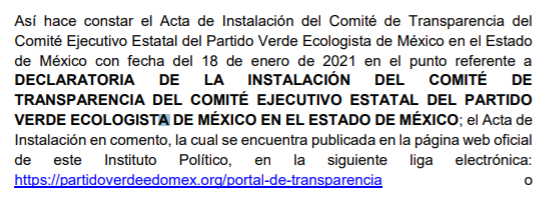 Así hace constar el Acta de Instalación del Comité de Transparencia del
Comité Ejecutivo Estatal del Partido Verde Ecologista de México en el Estado
de México con fecha del 18 de enero de 2021 en el punto referente a
DECLARATORIA DE LA INSTALACIÓN DEL COMITÉ DE
TRANSPARENCIA DEL COMITÉ EJECUTIVO ESTATAL DEL PARTIDO
VERDE ECOLOGISTA DE MÉXICO EN EL ESTADO DE MÉXICO; el Acta de
Instalación en comento, la cual se encuentra publicada en la página web oficial
de este Instituto Político, en la siguiente liga electrónica:
https://partidoverdeedomex.org/portal-de-transparencia o